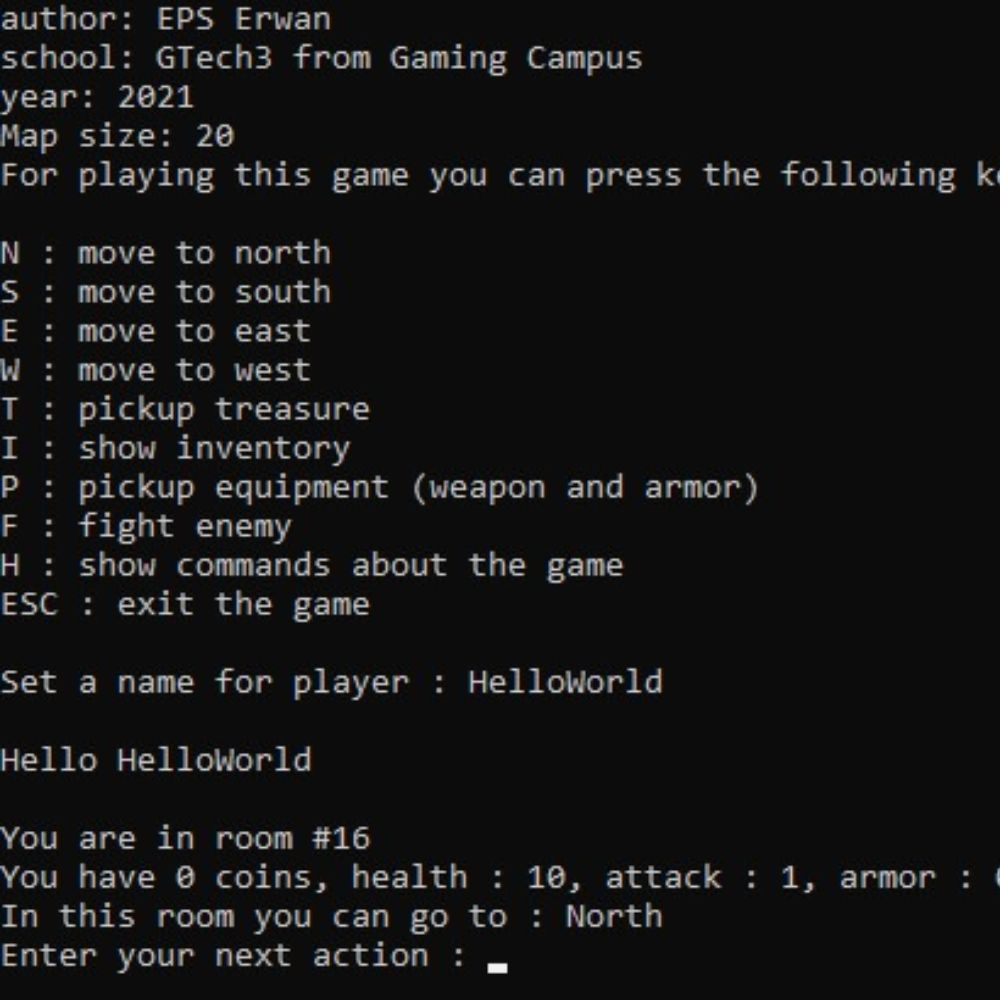 author: EPS Erwan
school: GTech3 from Gaming Campus
year: 2021
Map size: 20
For playing this game you can press the following
N : move to north
S : move to south
E : move to east
W : move to west
T : pickup treasure
I : show inventory
P : pickup equipment (weapon and armor)
F : fight enemy
H : show commands about the game
ESC : exit the game
Set a name for player : HelloWorld
Hello HelloWorld
You are in room #16
You have 0 coins, health : 10, attack : 1, armor :
In this room you can go to : North
Enter your next action :